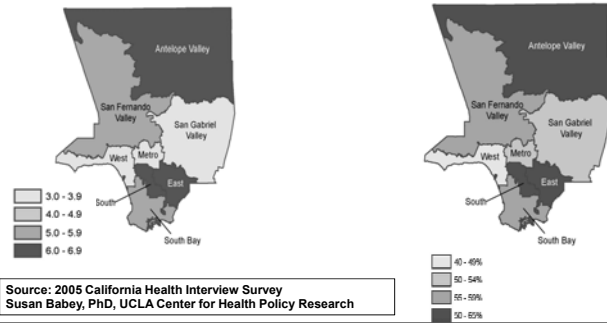 Antelope Valley
San Fernando
Valley
San Gabriel
Valley
West
Metro
East
South
South Bay
3.0 - 3.9
4.0 - 4.9
5.0 - 5.9
6.0 - 6.9
Source: 2005 California Health Interview Survey
Susan Babey, PhD, UCLA Center for Health Policy Research
Antelope Valley
San Fernando
Valley
San Gabriel
Valley
West
Metro
East
South
South Bay
40 - 49%
50 - 54%
55 - 59%
50 - 65%